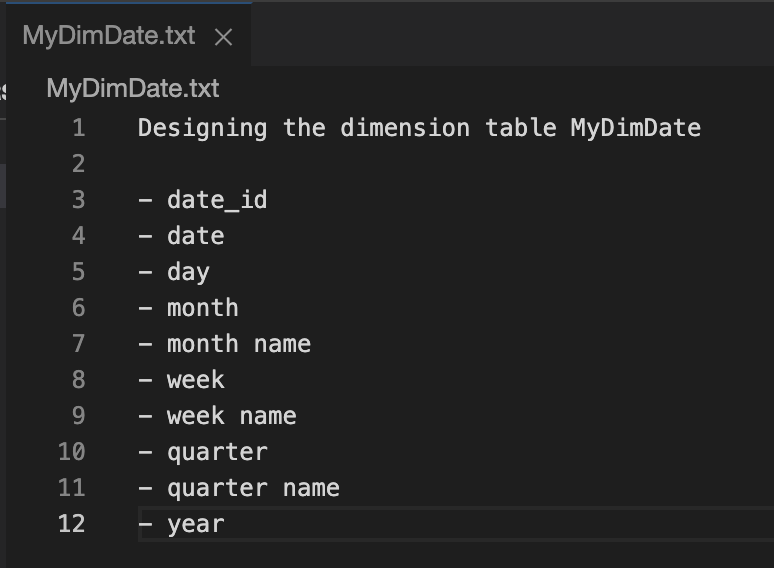 MyDimDate.txt ×
MyDimDate.txt
1 Designing the dimension table MyDimDate
2
3 - date_id
4 - date
5 - day
6 - month
7 - month name
8 - week
9 - week name
10 - quarter
11 - quarter name
12 - year